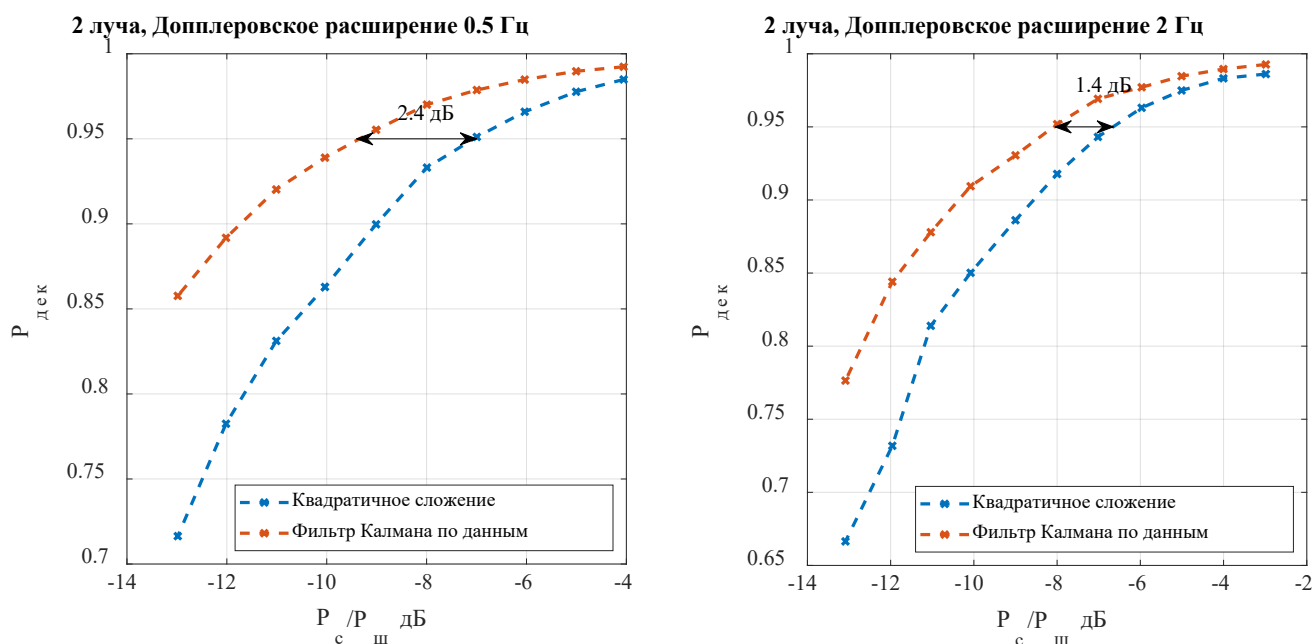 2 луча, Допплеровское расширение 0.5 Гц
1
0.95
0.9
0.85
0.8
0.75
0.7
P дек
2.4 дБ
Квадратичное сложение
Фильтр Калмана по данным
-14
-12
-10
-8
-6
-4
P с /P ш дБ
2 луча, Допплеровское расширение 2 Гц
1
0.95
0.9
0.85
0.8
0.75
0.7
0.65
P дек
1.4 дБ
Квадратичное сложение
Фильтр Калмана по данным
-14
-12
-10
-8
-6
-4
-2
P с /P ш дБ